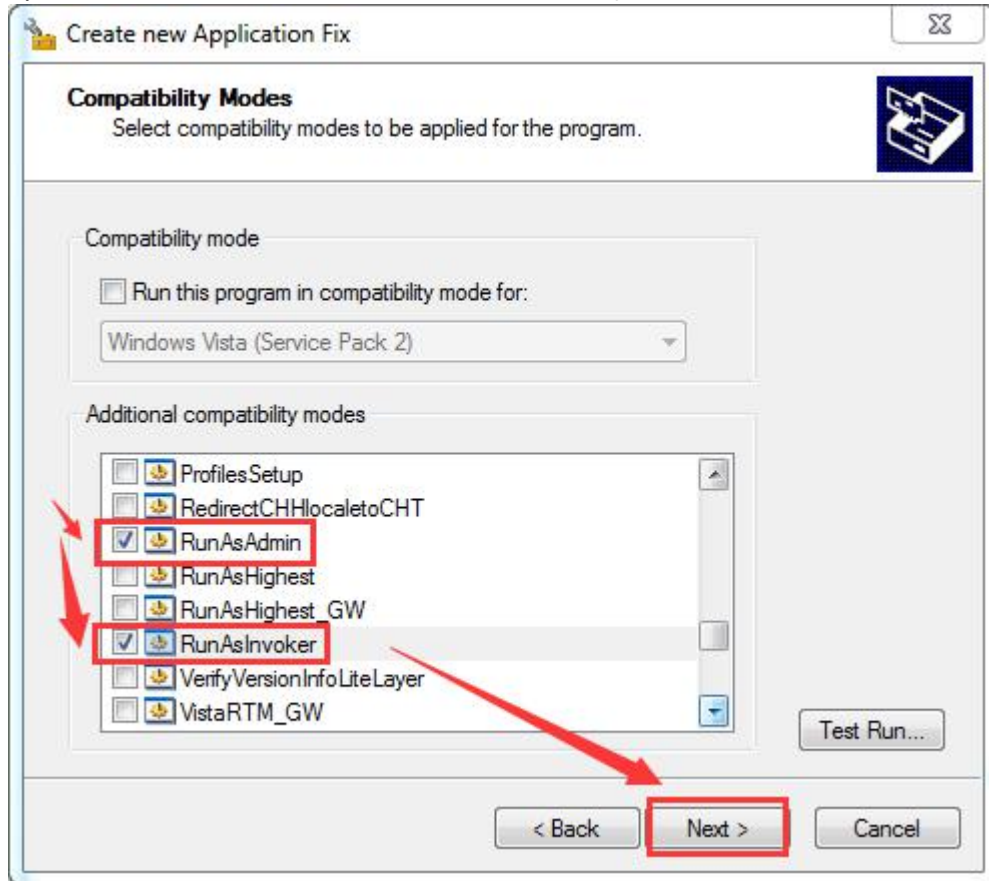 Create new Application Fix
Compatibility Modes
Select compatibility modes to be applied for the program.
Compatibility mode
Run this program in compatibility mode for:
Windows Vista (Service Pack 2)
Additional compatibility modes
ProfilesSetup
RedirectCHHlocaletoCHT
RunAsAdmin
RunAsHighest
RunAsHighest_GW
RunAsInvoker
VerifyVersionInfoLiteLayer
VistaRTM_GW
Test Run...
< Back
Next >
Cancel